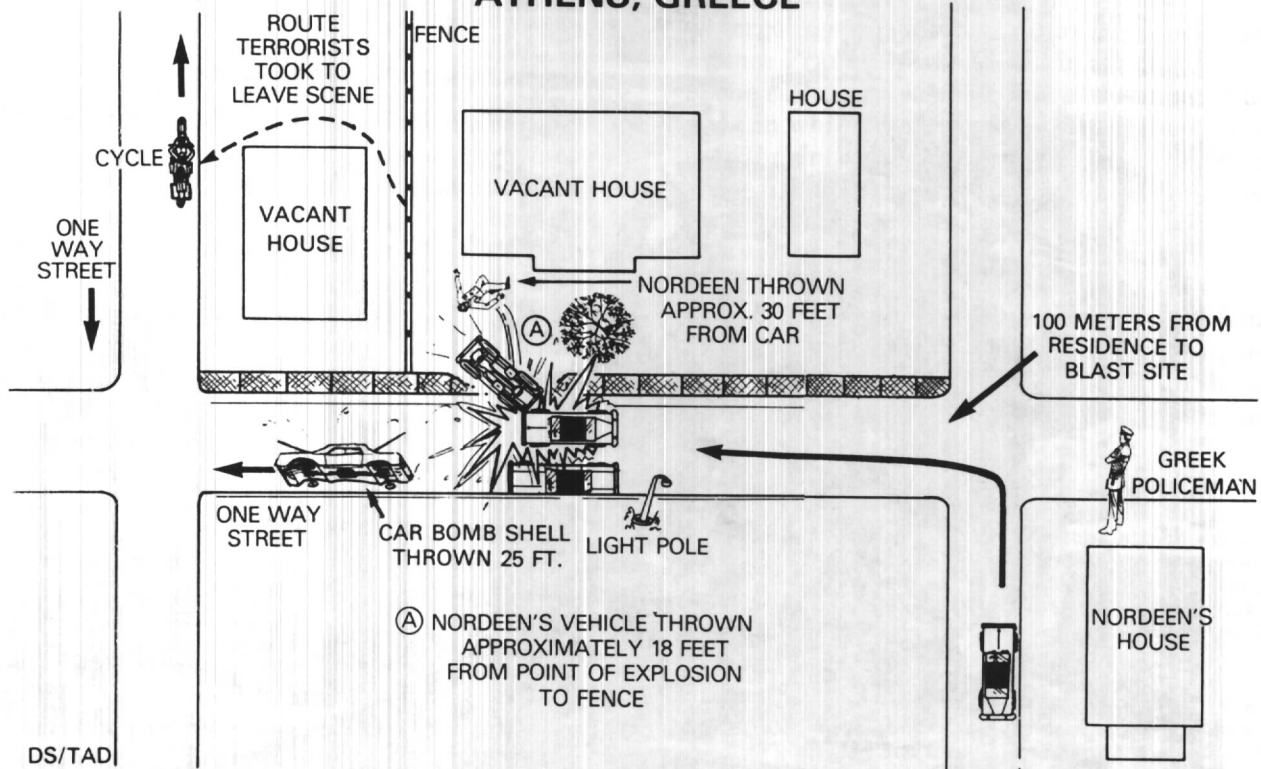 ATHENS, GREECE
ROUTE
TERRORISTS
TOOK TO
LEAVE SCENE
FENCE
CYCLE
ONE
WAY
STREET
VACANT
HOUSE
VACANT HOUSE
HOUSE
NORDEEN THROWN
APPROX. 30 FEET
FROM CAR
A
100 METERS FROM
RESIDENCE TO
BLAST SITE
GREEK
POLICEMAN
ONE WAY
STREET
CAR BOMB SHELL
THROWN 25 FT.
LIGHT POLE
A NORDEEN'S VEHICLE THROWN
APPROXIMATELY 18 FEET
FROM POINT OF EXPLOSION
TO FENCE
NORDEEN'S
HOUSE
DS/TAD